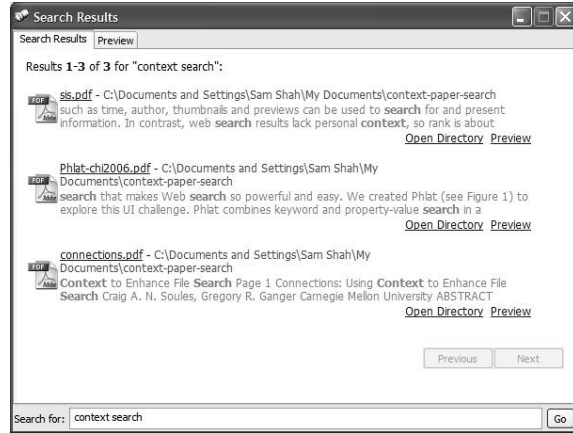 Search Results
Search Results Preview
Results 1-3 of 3 for "context search":
PDF
Adobe
sis.pdf - C:\Documents and Settings\Sam Shah\My Documents\context-paper-search
such as time, author, thumbnails and previews can be used to search for and present
information. In contrast, web search results lack personal context, so rank is about
Open Directory Preview
PDF
Adobe
Phlat-chi2006.pdf - C:\Documents and Settings\Sam Shah\My
Documents\context-paper-search
search that makes Web search so powerful and easy. We created Phlat (see Figure 1) to
explore this UI challenge. Phlat combines keyword and property-value search in a
Open Directory Preview
PDF
Adobe
connections.pdf - C:\Documents and Settings\Sam Shah\My
Documents\context-paper-search
Context to Enhance File Search Page 1 Connections: Using Context to Enhance File
Search Craig A. N. Soules, Gregory R. Ganger Carnegie Mellon University ABSTRACT
Open Directory Preview
Previous Next
Search for: context search Go